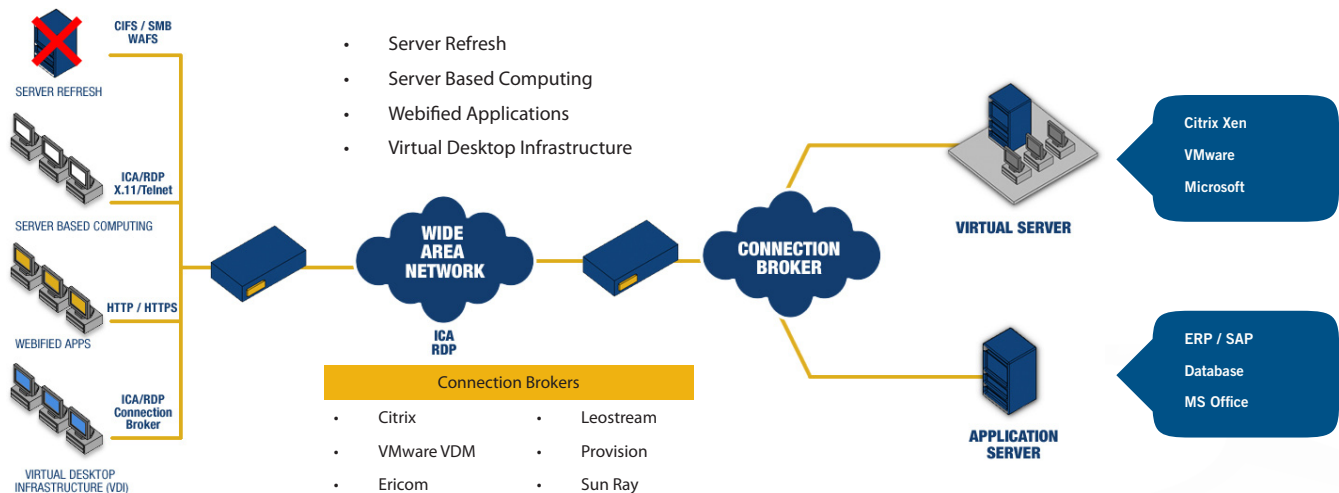 CIFS / SMB
WAFS
SERVER REFRESH
ICA/RDP
X.11/Telnet
SERVER BASED COMPUTING
HTTP / HTTPS
WEBIFIED APPS
ICA/RDP
Connection
Broker
VIRTUAL DESKTOP
INFRASTRUCTURE (VDI)
• Server Refresh
• Server Based Computing
• Webified Applications
• Virtual Desktop Infrastructure
WIDE
AREA
NETWORK
ICA
RDP
Connection Brokers
• Citrix
• VMware VDM
• Ericom
• Leostream
• Provision
• Sun Ray
CONNECTION
BROKER
VIRTUAL SERVER
Citrix Xen
VMware
Microsoft
APPLICATION
SERVER
ERP / SAP
Database
MS Office